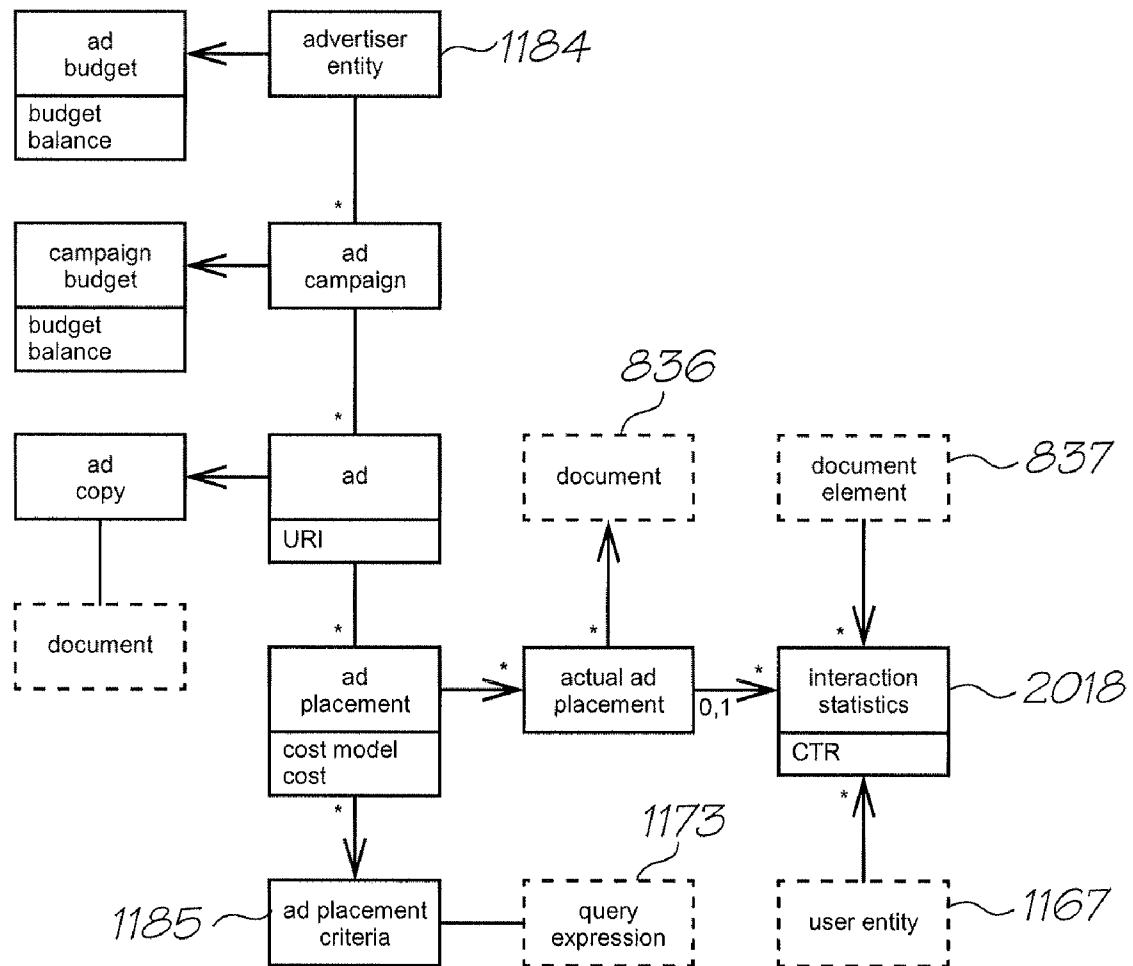 ad
budget
budget
balance
advertiser
entity
1184
*
campaign
budget
budget
balance
ad
campaign
*
836
ad
copy
ad
URI
document
document
element
837
document
*
*
*
ad
placement
cost model
cost
*
actual ad
placement
0,1
*
interaction
statistics
CTR
2018
*
*
1173
1185
ad placement
criteria
query
expression
user entity
1167